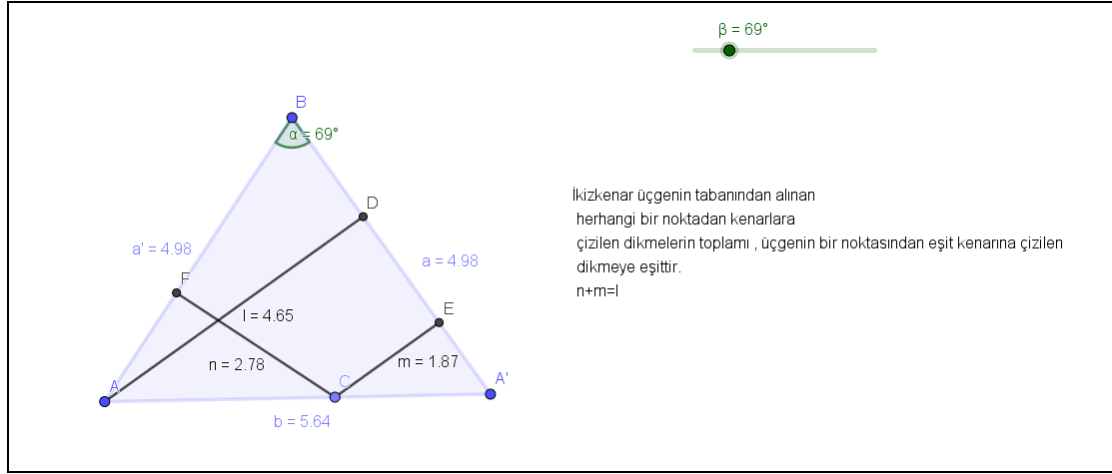 β = 69°
B
α = 69°
D
a' = 4.98
a = 4.98
F
E
l = 4.65
n = 2.78
m = 1.87
A
C
A'
b = 5.64
İkizkenar üçgenin tabanından alınan
herhangi bir noktadan kenarlara
çizilen dikmelerin toplamı , üçgenin bir noktasından eşit kenarına çizilen
dikmeye eşittir.
n+m=l